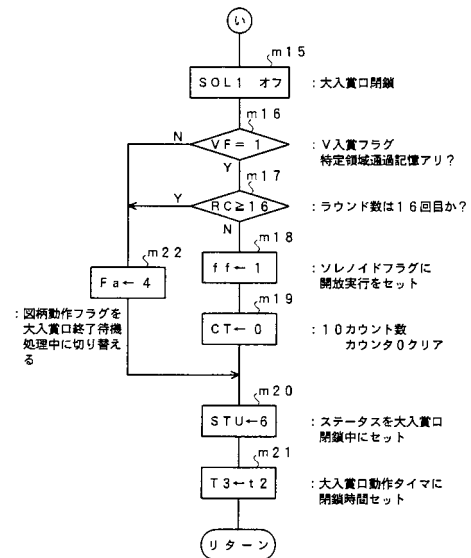 い
m15
SOL1 オフ
:大入賞口閉鎖
m16
N
VF=1
:V入賞フラグ
特定領域通過記憶アリ?
Y
m17
Y
RC≧16
:ラウンド数は16回目か?
N
m22
m18
Fa←4
ff←1
:ソレノイドフラグに
開放実行をセット
:図柄動作フラグを
大入賞口終了待機
処理中に切り替え
る
m19
CT←0
:10カウント数
カウンタ0クリア
m20
STU←6
:ステータスを大入賞口
閉鎖中にセット
m21
T3←t2
:大入賞口動作タイマに
閉鎖時間セット
リターン